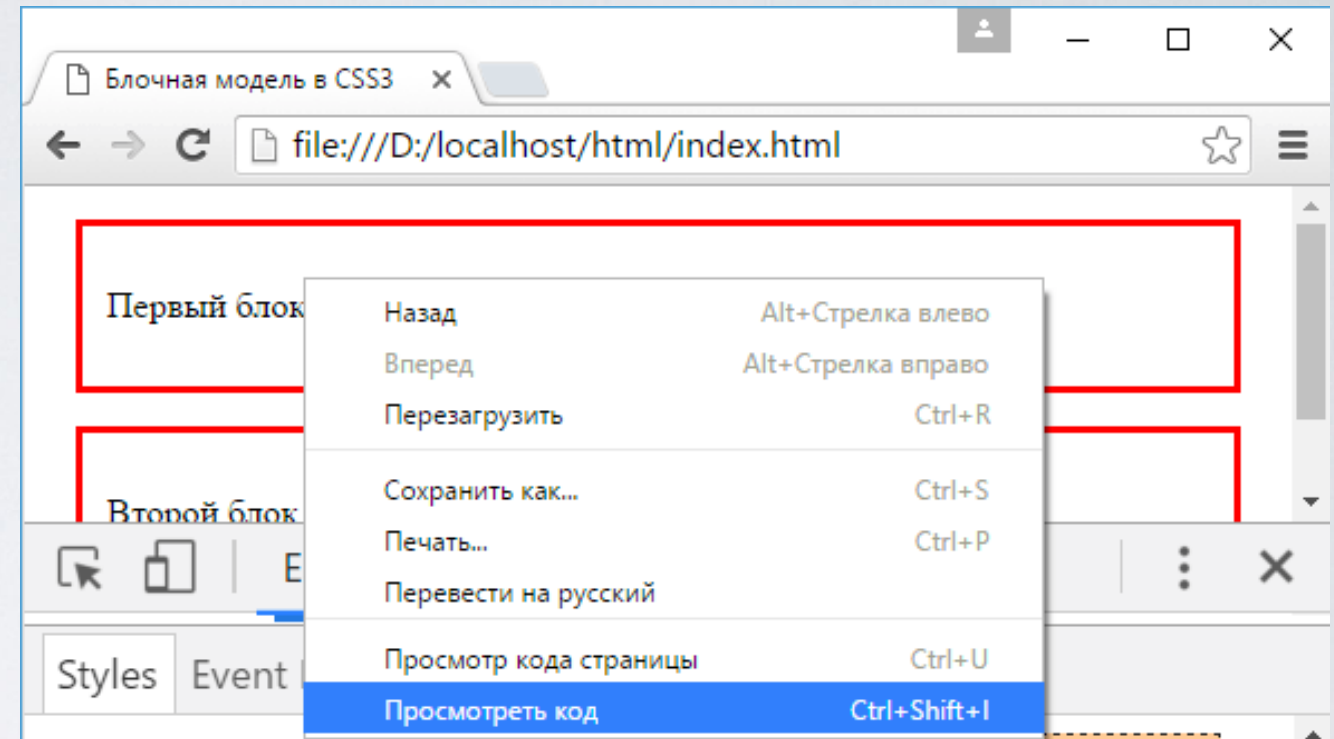 Блочная модель в CSS3
file:///D:/localhost/html/index.html
Первый блок
Назад Alt+Стрелка влево
Вперед Alt+Стрелка вправо
Перезагрузить Ctrl+R
Сохранить как... Ctrl+S
Второй блок
Печать... Ctrl+P
E
Перевести на русский
Просмотр кода страницы Ctrl+U
Styles Event
Просмотреть код Ctrl+Shift+I